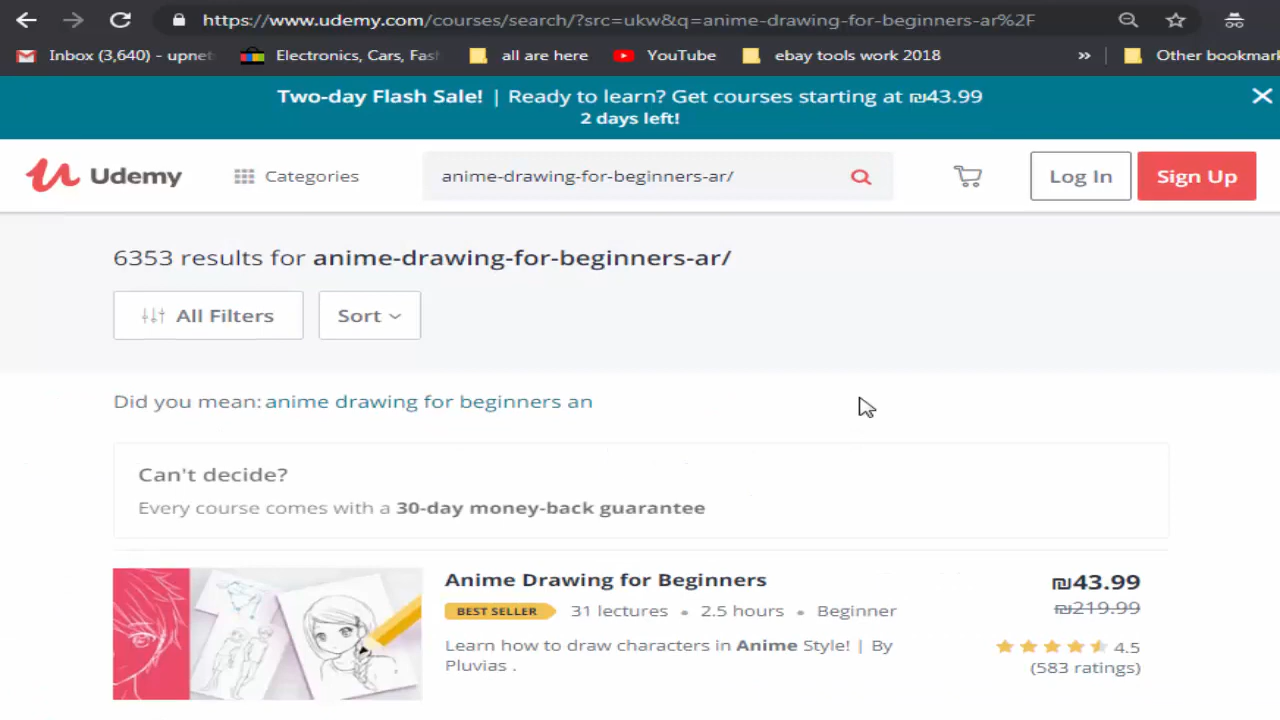 https://www.udemy.com/courses/search/?src=ukw&q=anime-drawing-for-beginners-ar%2F
Inbox (3,640) - upnet
Electronics, Cars, Fash
all are here
YouTube
ebay tools work 2018
»
Other bookmar
Two-day Flash Sale! | Ready to learn? Get courses starting at ₪43.99
2 days left!
Udemy
Categories
anime-drawing-for-beginners-ar/
Log In
Sign Up
6353 results for anime-drawing-for-beginners-ar/
All Filters
Sort
Did you mean: anime drawing for beginners an
Can't decide?
Every course comes with a 30-day money-back guarantee
Anime Drawing for Beginners
₪43.99
BEST SELLER 31 lectures • 2.5 hours • Beginner
₪219.99
Learn how to draw characters in Anime Style! | By
Pluvias .
4.5
(583 ratings)